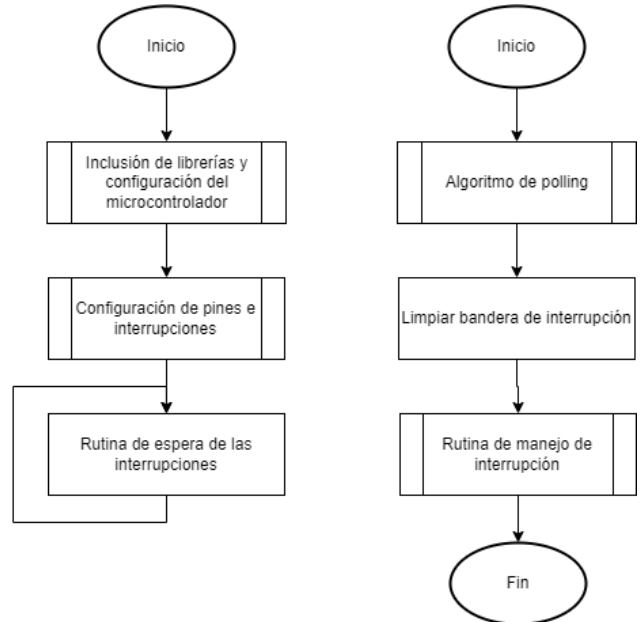 Inicio
Inclusión de librerías y
configuración del
microcontrolador
Configuración de pines e
interrupciones
Rutina de espera de las
interrupciones
Inicio
Algoritmo de polling
Limpiar bandera de interrupción
Rutina de manejo de
interrupción
Fin